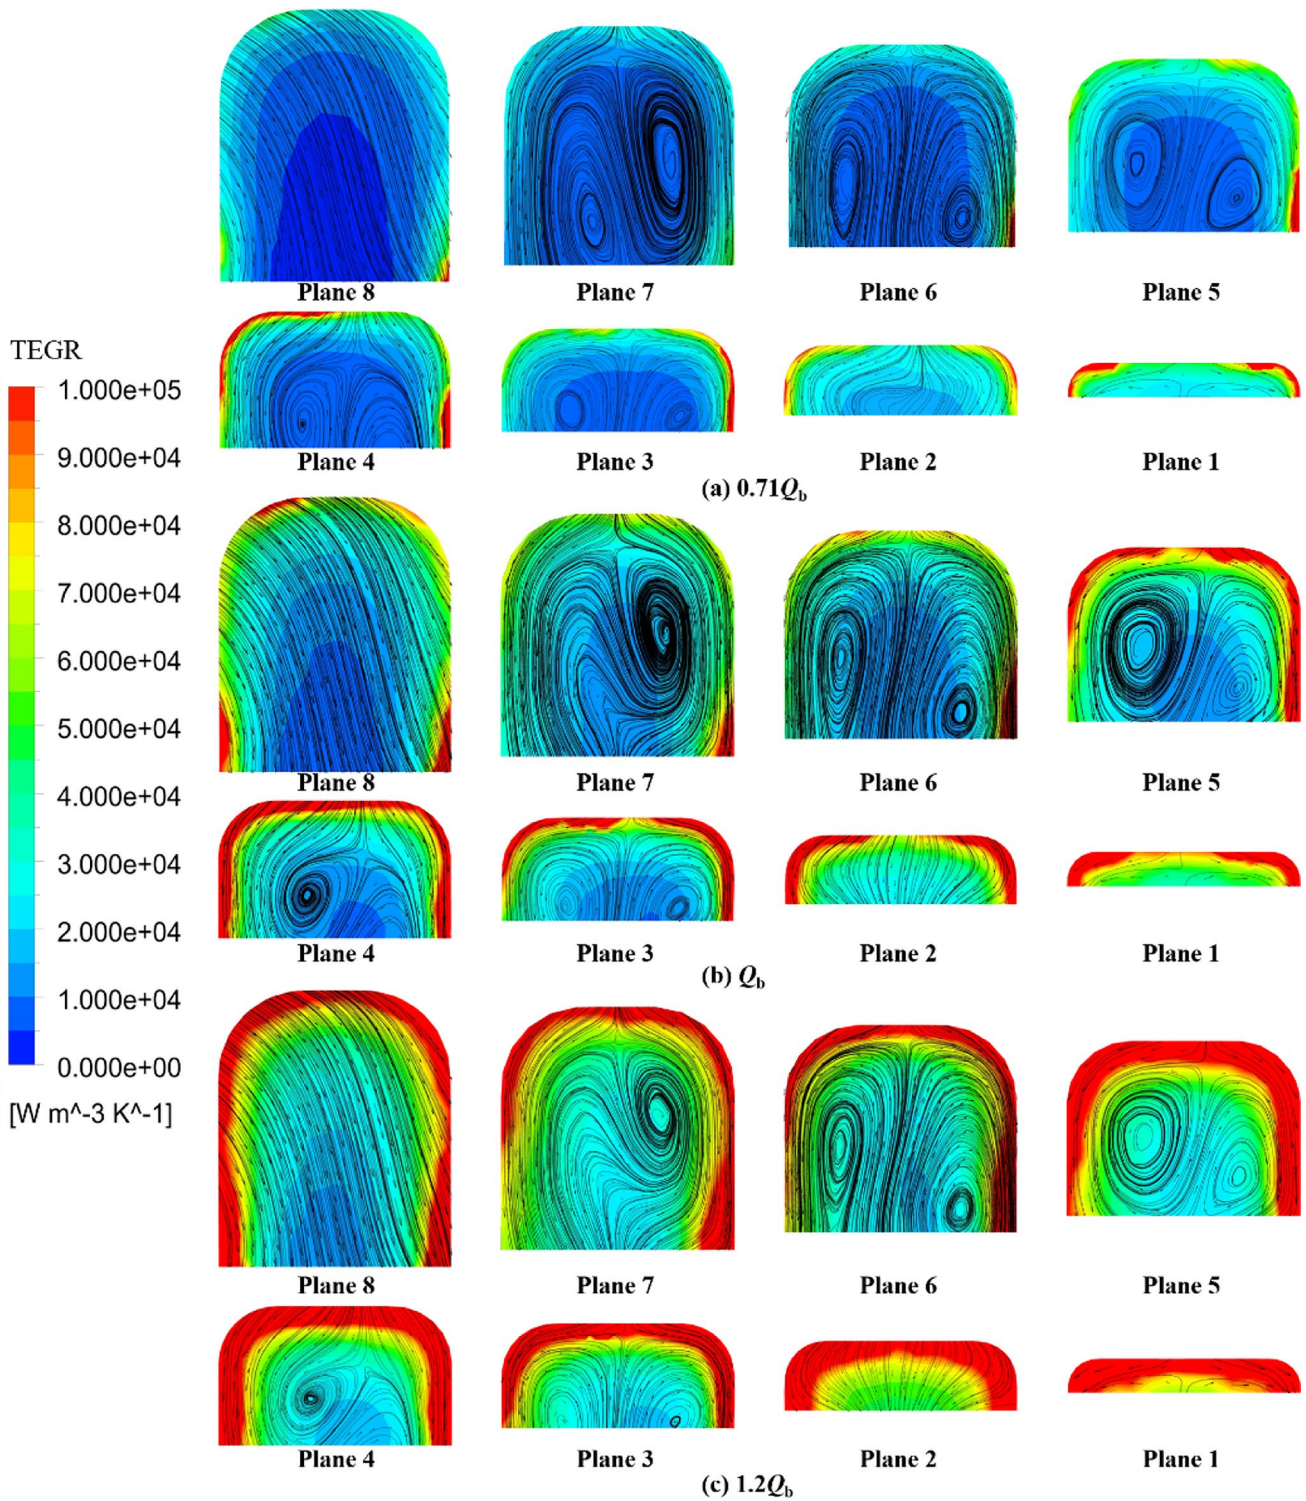 Plane 8 Plane 7 Plane 6 Plane 5
TEGR
Plane 4 Plane 3 Plane 2 Plane 1
(a) 0.71Qb
1.000e+05
9.000e+04
8.000e+04
7.000e+04
6.000e+04
5.000e+04
4.000e+04
3.000e+04
2.000e+04
1.000e+04
0.000e+00
[W m^-3 K^-1]
Plane 8 Plane 7 Plane 6 Plane 5
Plane 4 Plane 3 Plane 2 Plane 1
(b) Qb
Plane 8 Plane 7 Plane 6 Plane 5
Plane 4 Plane 3 Plane 2 Plane 1
(c) 1.2Qb